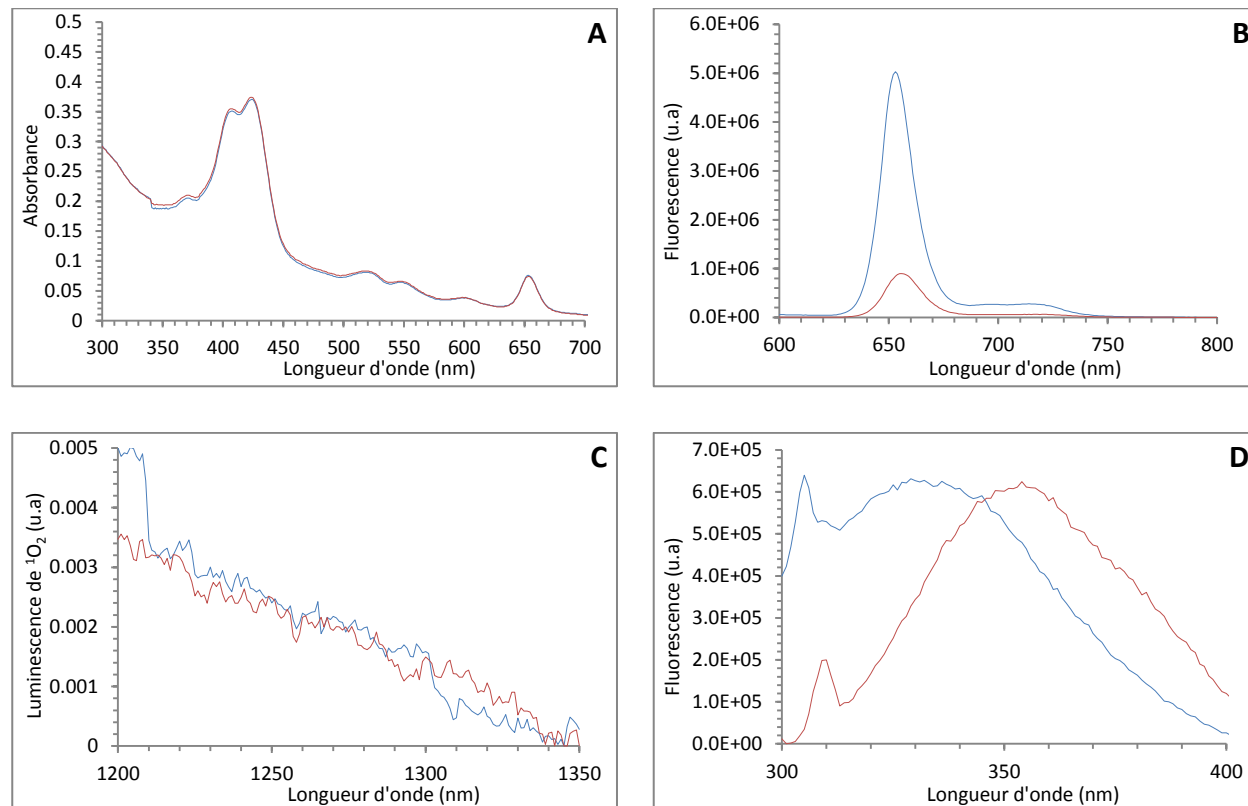 A
Absorbance
0.5
0.45
0.4
0.35
0.3
0.25
0.2
0.15
0.1
0.05
0
300 350 400 450 500 550 600 650 700
Longueur d'onde (nm)
B
Fluorescence (u.a)
6.0E+06
5.0E+06
4.0E+06
3.0E+06
2.0E+06
1.0E+06
0.0E+00
600 650 700 750 800
Longueur d'onde (nm)
C
Luminescence de ¹O₂ (u.a)
0.005
0.004
0.003
0.002
0.001
0
1200 1250 1300 1350
Longueur d'onde (nm)
D
Fluorescence (u.a)
7.0E+05
6.0E+05
5.0E+05
4.0E+05
3.0E+05
2.0E+05
1.0E+05
0.0E+00
300 350 400
Longueur d'onde (nm)